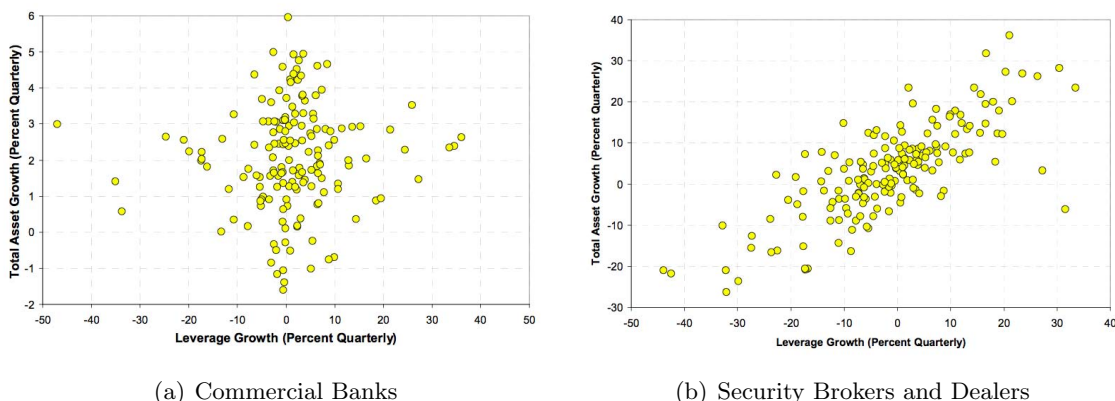 6
5
4
3
2
1
0
-1
-2
Total Asset Growth (Percent Quarterly)
-50 -40 -30 -20 -10 0 10 20 30 40 50
Leverage Growth (Percent Quarterly)
(a) Commercial Banks
40
30
20
10
0
-10
-20
-30
Total Asset Growth (Percent Quarterly)
-50 -40 -30 -20 -10 0 10 20 30 40
Leverage Growth (Percent Quarterly)
(b) Security Brokers and Dealers